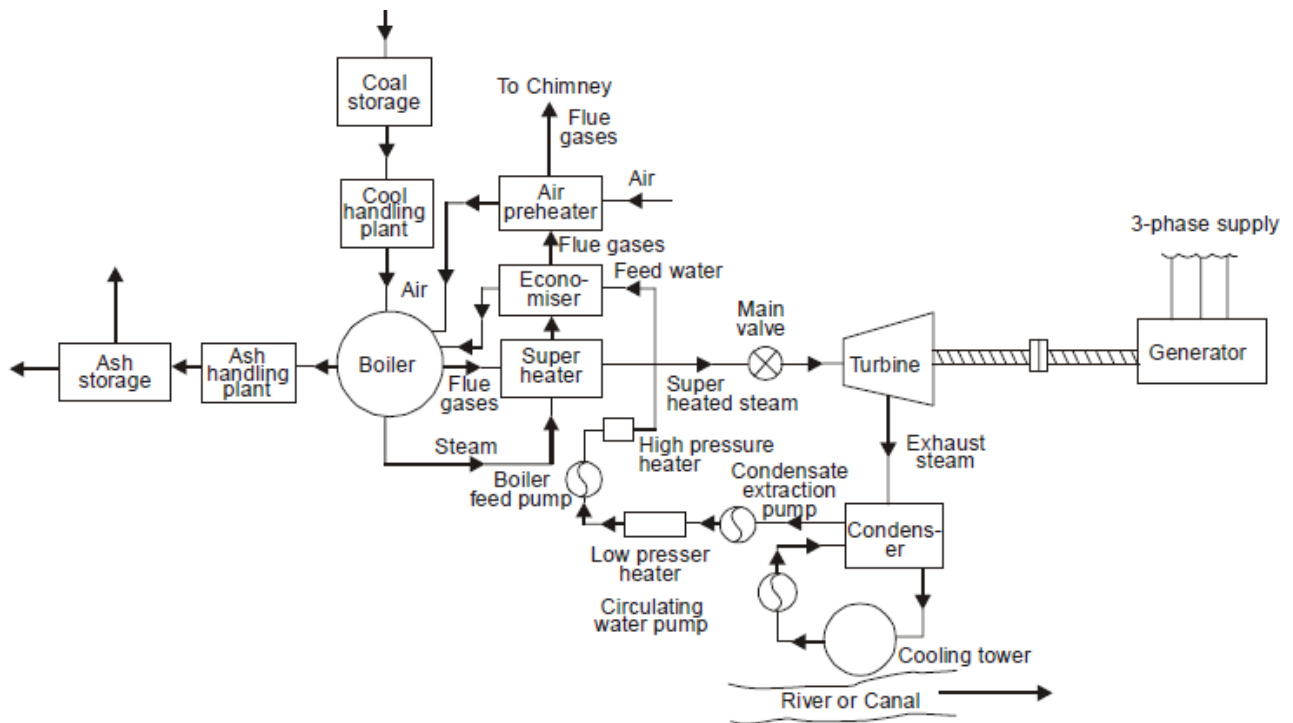 Coal
storage
To Chimney
Flue
gases
Cool
handling
plant
Air
preheater
Air
3-phase supply
Flue gases
Feed water
Air
Econo-
miser
Main
valve
Ash
storage
Ash
handling
plant
Boiler
Flue
gases
Super
heater
Super
heated steam
Turbine
Generator
Steam
High pressure
heater
Exhaust
steam
Boiler
feed pump
Condensate
extraction
pump
Condens-
er
Low presser
heater
Circulating
water pump
Cooling tower
River or Canal